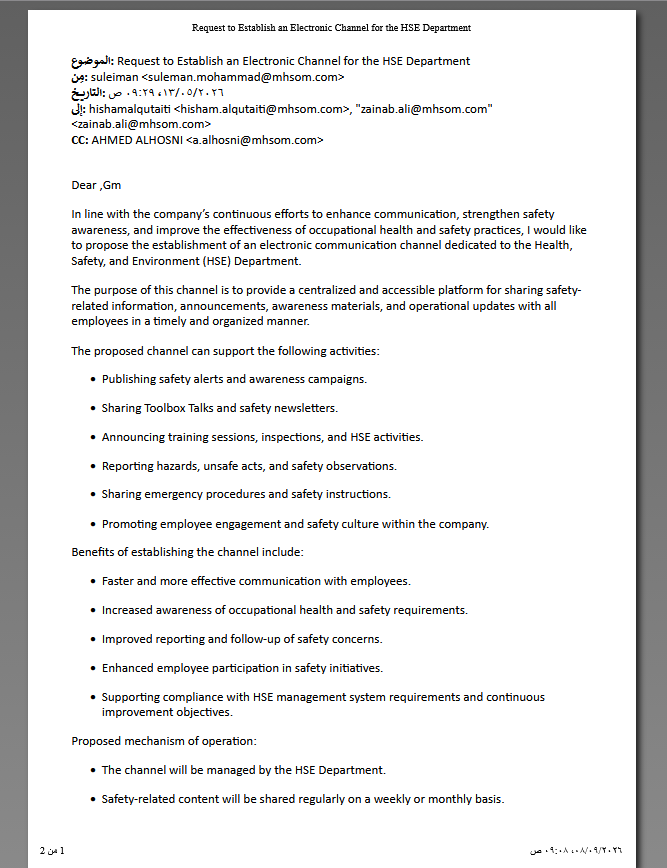 Request to Establish an Electronic Channel for the HSE Department
الموضوع: Request to Establish an Electronic Channel for the HSE Department
مِن: suleiman <suleman.mohammad@mhsom.com>
التاريخ: ١٣/٠٥/٢٠٢٦، ٠٩:٢٩ ص
إلى: hishamalqutaiti <hisham.alqutaiti@mhsom.com>, "zainab.ali@mhsom.com"
<zainab.ali@mhsom.com>
CC: AHMED ALHOSNI <a.alhosni@mhsom.com>
Dear ,Gm
In line with the company’s continuous efforts to enhance communication, strengthen safety
awareness, and improve the effectiveness of occupational health and safety practices, I would like
to propose the establishment of an electronic communication channel dedicated to the Health,
Safety, and Environment (HSE) Department.
The purpose of this channel is to provide a centralized and accessible platform for sharing safety-
related information, announcements, awareness materials, and operational updates with all
employees in a timely and organized manner.
The proposed channel can support the following activities:
• Publishing safety alerts and awareness campaigns.
• Sharing Toolbox Talks and safety newsletters.
• Announcing training sessions, inspections, and HSE activities.
• Reporting hazards, unsafe acts, and safety observations.
• Sharing emergency procedures and safety instructions.
• Promoting employee engagement and safety culture within the company.
Benefits of establishing the channel include:
• Faster and more effective communication with employees.
• Increased awareness of occupational health and safety requirements.
• Improved reporting and follow-up of safety concerns.
• Enhanced employee participation in safety initiatives.
• Supporting compliance with HSE management system requirements and continuous
improvement objectives.
Proposed mechanism of operation:
• The channel will be managed by the HSE Department.
• Safety-related content will be shared regularly on a weekly or monthly basis.
1 من 2
٠٨/٠٩/٢٠٢٦، ٠٩:٠٨ ص